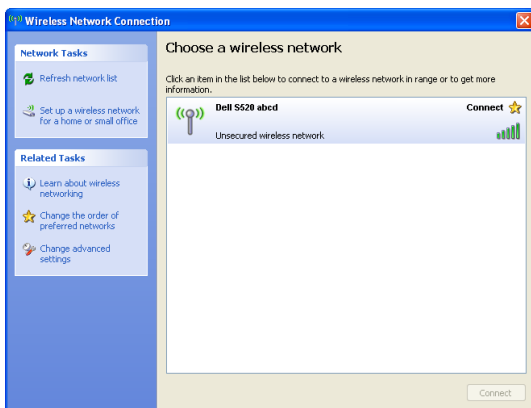 Wireless Network Connection
Network Tasks
Refresh network list
Set up a wireless network
for a home or small office
Related Tasks
Learn about wireless
networking
Change the order of
preferred networks
Change advanced
settings
Choose a wireless network
Click an item in the list below to connect to a wireless network in range or to get more
information.
Dell S520 abcd
Connect
Unsecured wireless network
Connect